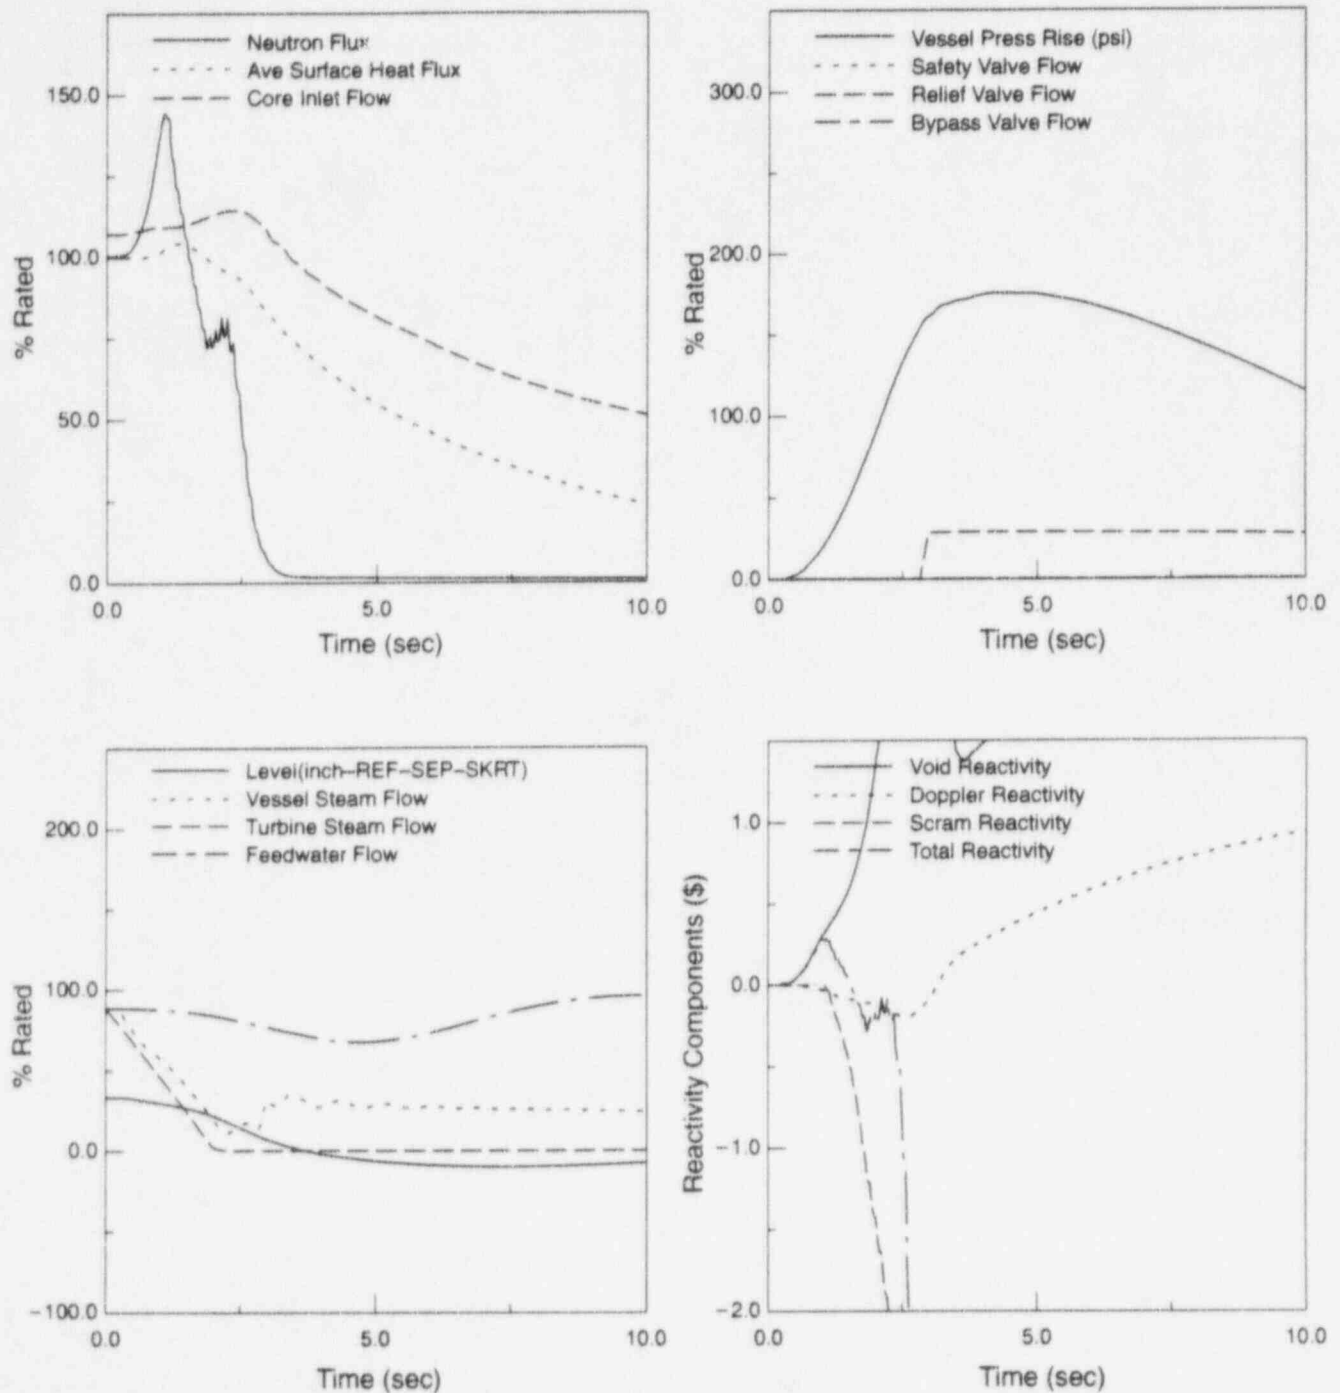 Neutron Flux
Ave Surface Heat Flux
Core Inlet Flow
150.0
100.0
50.0
0.0
% Rated
0.0
5.0
10.0
Time (sec)
Vessel Press Rise (psi)
Safety Valve Flow
Relief Valve Flow
Bypass Valve Flow
300.0
200.0
100.0
0.0
% Rated
0.0
5.0
10.0
Time (sec)
Level(inch-REF-SEP-SKRT)
Vessel Steam Flow
Turbine Steam Flow
Feedwater Flow
200.0
100.0
0.0
-100.0
% Rated
0.0
5.0
10.0
Time (sec)
Void Reactivity
Doppler Reactivity
Scram Reactivity
Total Reactivity
1.0
0.0
-1.0
-2.0
Reactivity Components ($)
0.0
5.0
10.0
Time (sec)